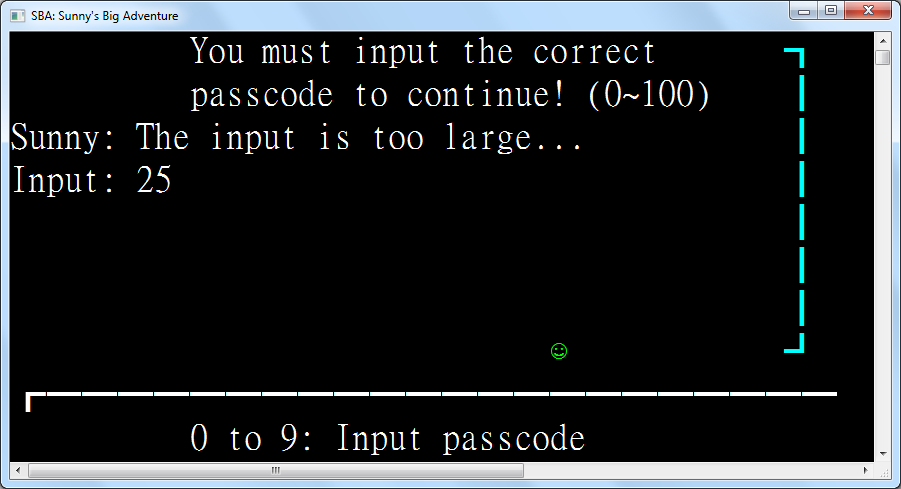 SBA: Sunny's Big Adventure
You must input the correct
passcode to continue! (0~100)
Sunny: The input is too large...
Input: 25
0 to 9: Input passcode